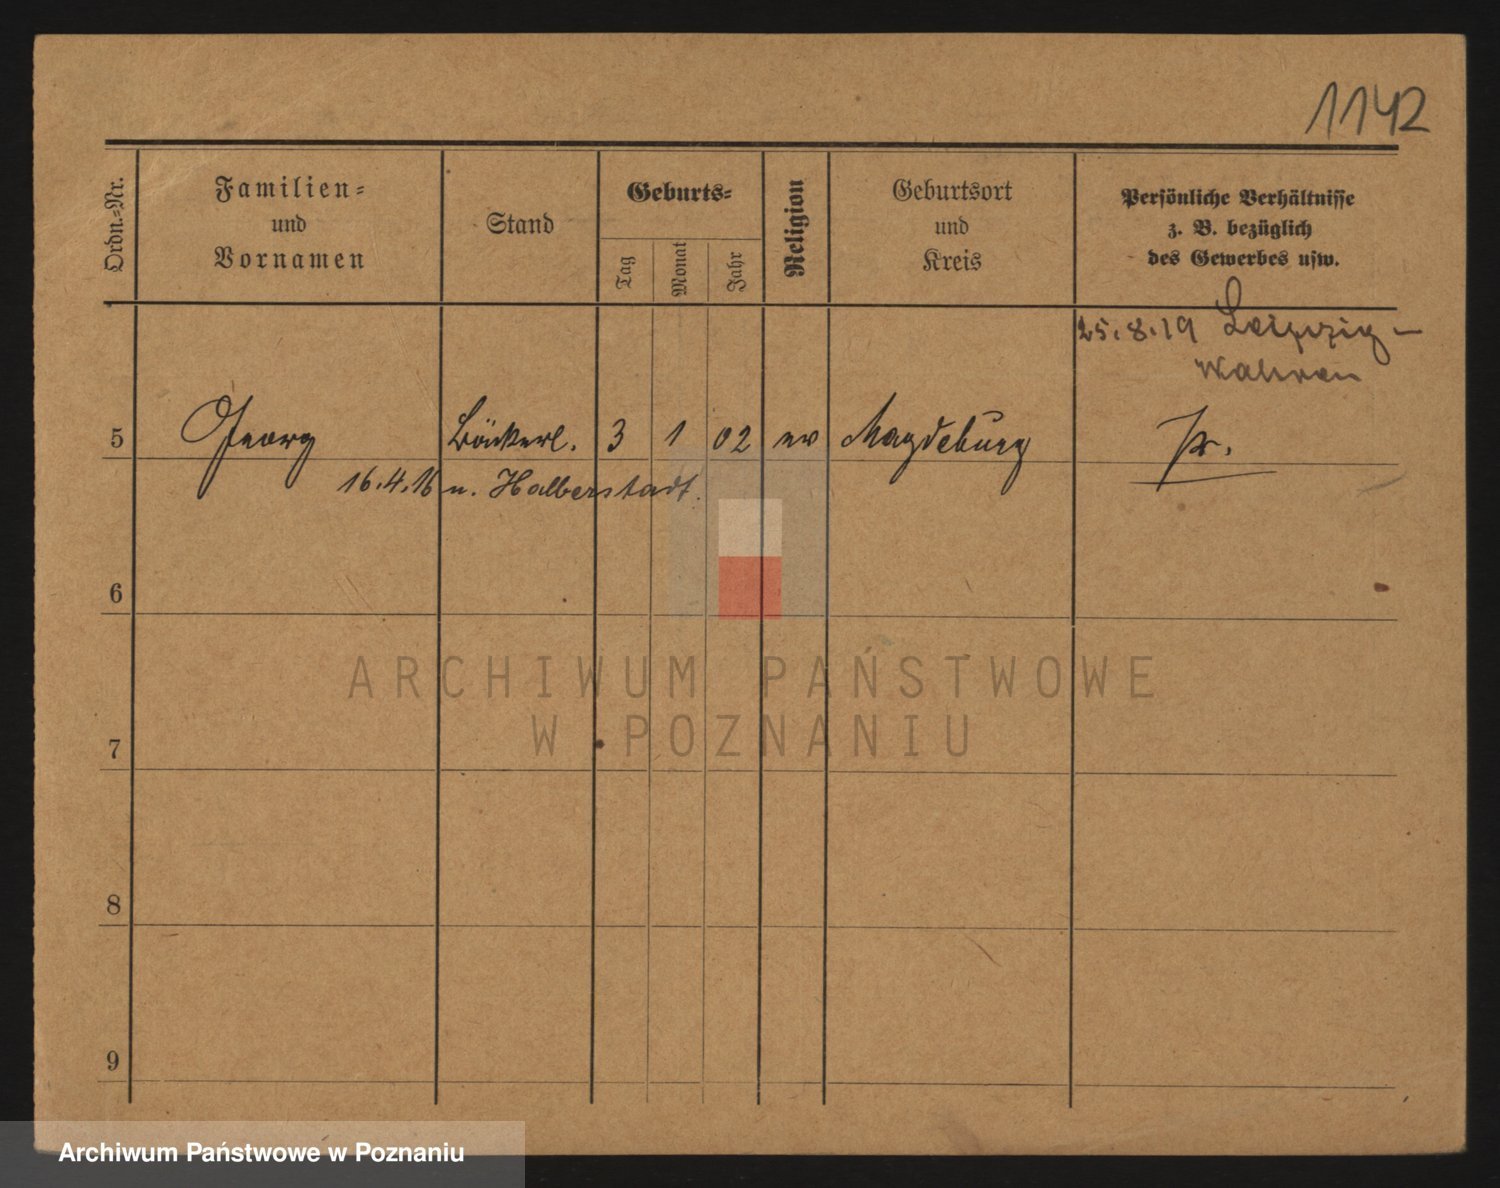 1142
Ordn.-Nr.
Familien-
und
Vornamen
Stand
Geburts-
Tag
Monat
Jahr
Religion
Geburtsort
und
Kreis
Persönliche Verhältnisse
z. B. bezüglich
des Gewerbes usw.
25.8.19 Leipzig-
Wahren
5 Georg Bäckerl. 3 1 02 ev Magdeburg Pr.
16.4.16 n. Halberstadt.
6
7
8
9
ARCHIWUM PAŃSTWOWE
W POZNANIU
Archiwum Państwowe w Poznaniu